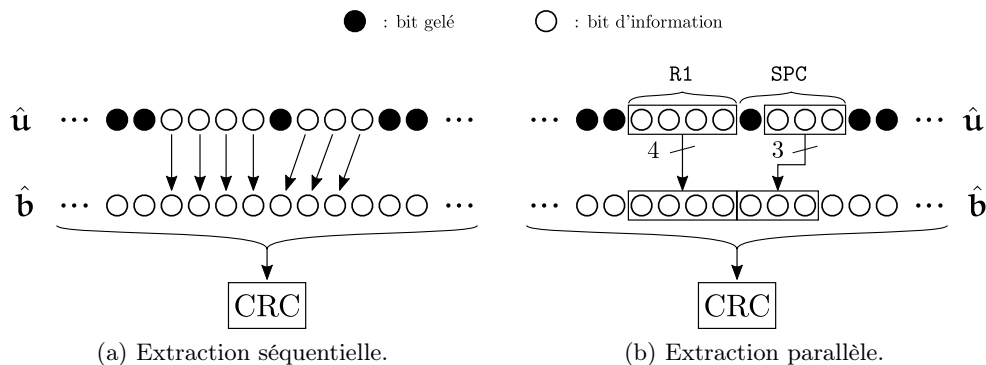 : bit gelé : bit d'information
R1 SPC
û ··· ··· ··· ··· û
4 3
b̂ ··· ··· ··· ··· b̂
CRC CRC
(a) Extraction séquentielle. (b) Extraction parallèle.